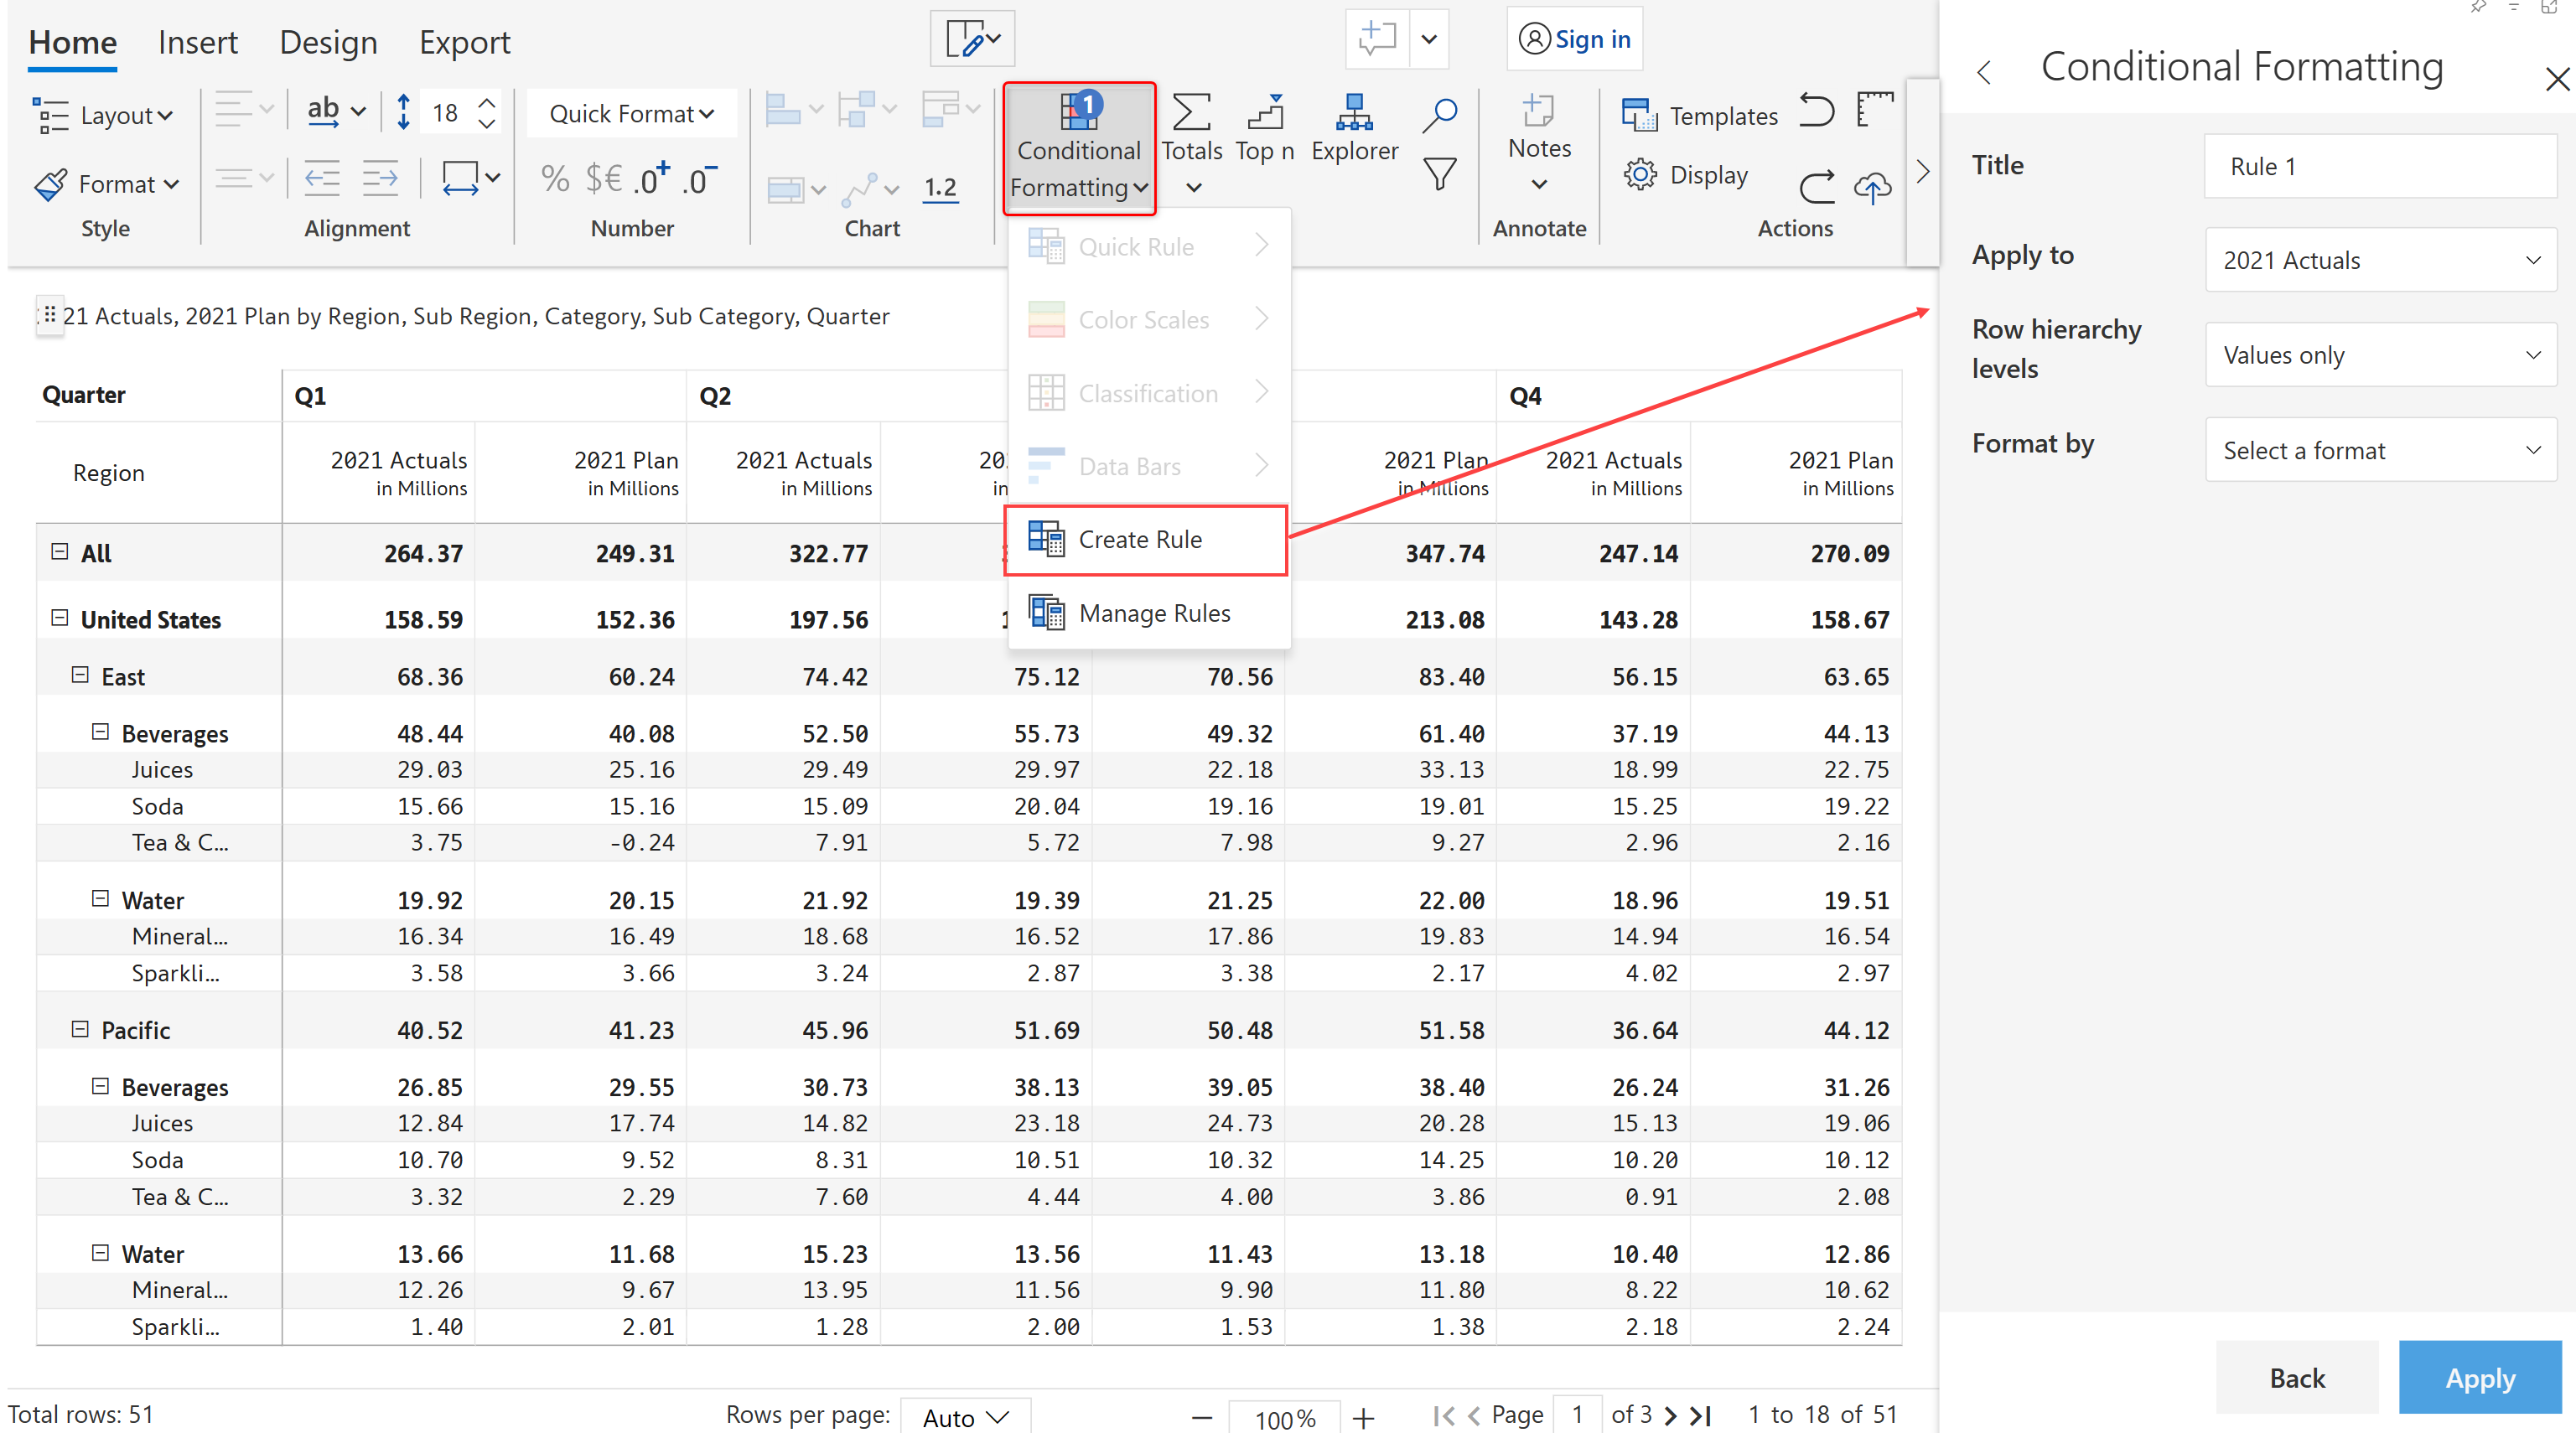 Home Insert Design Export
Sign in
Layout
ab
18
Quick Format
1
Conditional
Formatting
Totals
Top n
Explorer
Notes
Templates
Format
% $€ .0+ .0-
1.2
Display
Style
Alignment
Number
Chart
Annotate
Actions
Quick Rule
Color Scales
Classification
Data Bars
Create Rule
Manage Rules
21 Actuals, 2021 Plan by Region, Sub Region, Category, Sub Category, Quarter
Quarter Q1 Q2 Q4
Region 2021 Actuals 2021 Plan 2021 Actuals 20 2021 Plan 2021 Actuals 2021 Plan
in Millions in Millions in Millions in in Millions in Millions in Millions
All 264.37 249.31 322.77 347.74 247.14 270.09
United States 158.59 152.36 197.56 1 213.08 143.28 158.67
East 68.36 60.24 74.42 75.12 70.56 83.40 56.15 63.65
Beverages 48.44 40.08 52.50 55.73 49.32 61.40 37.19 44.13
Juices 29.03 25.16 29.49 29.97 22.18 33.13 18.99 22.75
Soda 15.66 15.16 15.09 20.04 19.16 19.01 15.25 19.22
Tea & C... 3.75 -0.24 7.91 5.72 7.98 9.27 2.96 2.16
Water 19.92 20.15 21.92 19.39 21.25 22.00 18.96 19.51
Mineral... 16.34 16.49 18.68 16.52 17.86 19.83 14.94 16.54
Sparkli... 3.58 3.66 3.24 2.87 3.38 2.17 4.02 2.97
Pacific 40.52 41.23 45.96 51.69 50.48 51.58 36.64 44.12
Beverages 26.85 29.55 30.73 38.13 39.05 38.40 26.24 31.26
Juices 12.84 17.74 14.82 23.18 24.73 20.28 15.13 19.06
Soda 10.70 9.52 8.31 10.51 10.32 14.25 10.20 10.12
Tea & C... 3.32 2.29 7.60 4.44 4.00 3.86 0.91 2.08
Water 13.66 11.68 15.23 13.56 11.43 13.18 10.40 12.86
Mineral... 12.26 9.67 13.95 11.56 9.90 11.80 8.22 10.62
Sparkli... 1.40 2.01 1.28 2.00 1.53 1.38 2.18 2.24
Total rows: 51 Rows per page: Auto 100% Page 1 of 3 1 to 18 of 51
Conditional Formatting
Title Rule 1
Apply to 2021 Actuals
Row hierarchy
levels
Values only
Format by Select a format
Back Apply